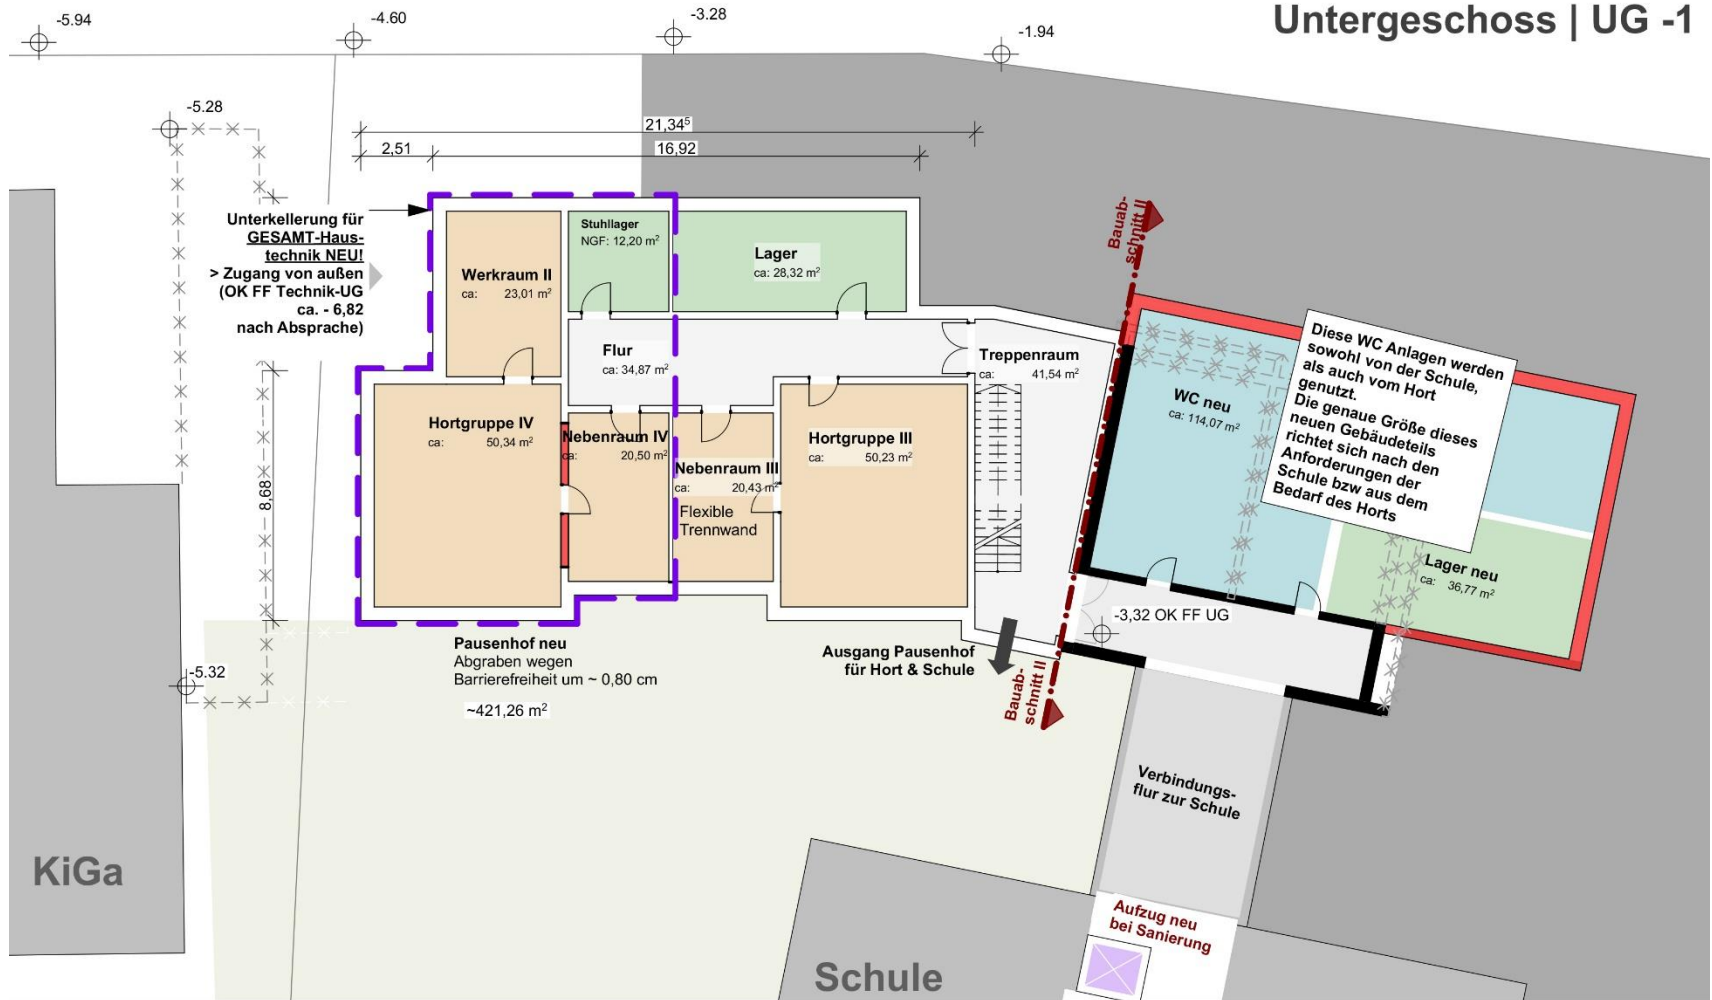 Untergeschoss | UG -1
-5.94
-4.60
-3.28
-1.94
-5.28
21,34⁵
2,51
16,92
Unterkellerung für
GESAMT-Haus-
technik NEU!
> Zugang von außen
(OK FF Technik-UG
ca. - 6,82
nach Absprache)
Werkraum II
ca: 23,01 m²
Stuhllager
NGF: 12,20 m²
Lager
ca: 28,32 m²
Bauab-
schnitt II
Flur
ca: 34,87 m²
Treppenraum
ca: 41,54 m²
Diese WC Anlagen werden
sowohl von der Schule,
als auch vom Hort
genutzt.
Die genaue Größe dieses
neuen Gebäudeteils
richtet sich nach den
Anforderungen der
Schule bzw aus dem
Bedarf des Horts
WC neu
ca: 114,07 m²
Hortgruppe IV
ca: 50,34 m²
Nebenraum IV
ca: 20,50 m²
Nebenraum III
ca: 20,43 m²
Flexible
Trennwand
Hortgruppe III
ca: 50,23 m²
8,68
Lager neu
ca: 36,77 m²
-3,32 OK FF UG
-5.32
Pausenhof neu
Abgraben wegen
Barrierefreiheit um ~ 0,80 cm
~421,26 m²
Ausgang Pausenhof
für Hort & Schule
Bauab-
schnitt II
Verbindungs-
flur zur Schule
KiGa
Aufzug neu
bei Sanierung
Schule